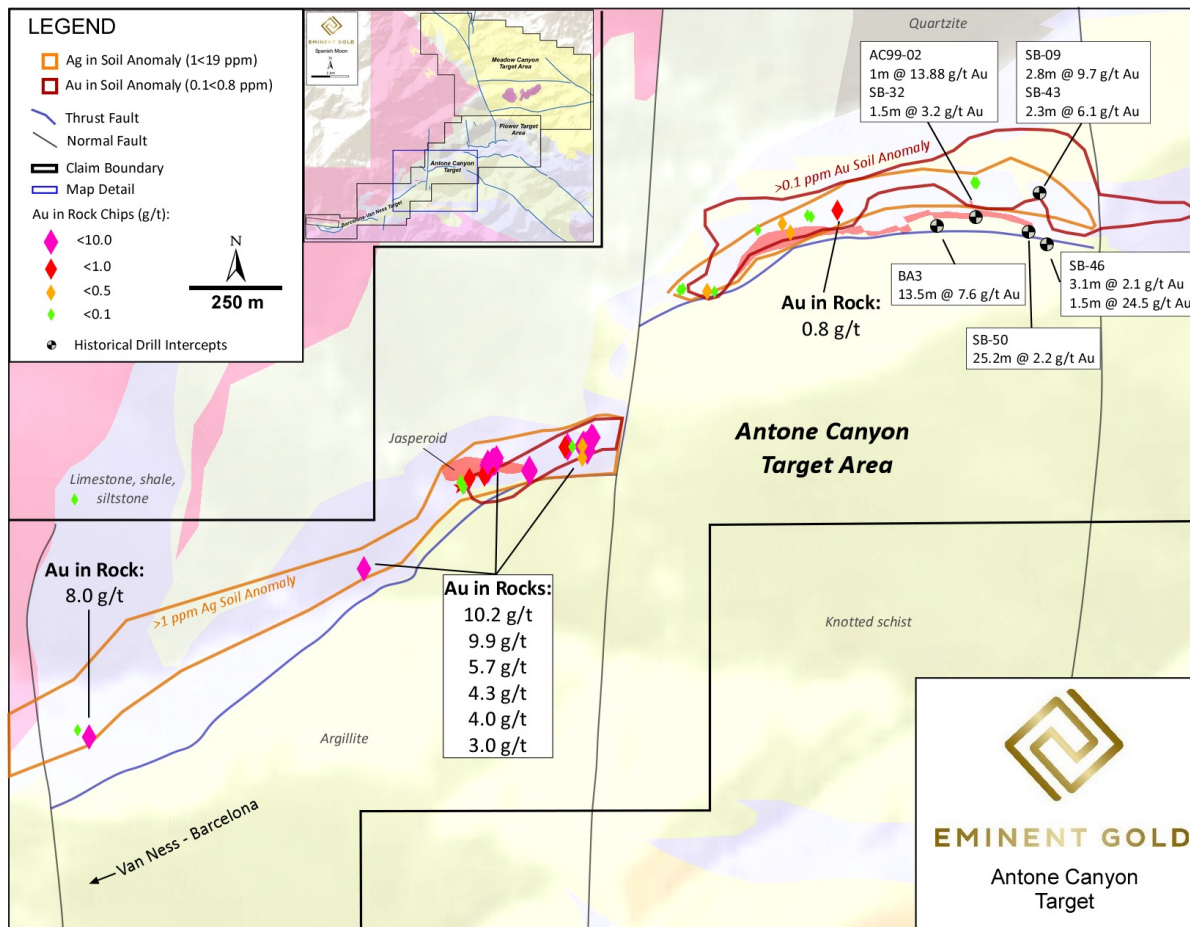 LEGEND
Ag in Soil Anomaly (1<19 ppm)
Au in Soil Anomaly (0.1<0.8 ppm)
Thrust Fault
Normal Fault
Claim Boundary
Map Detail
Au in Rock Chips (g/t):
<10.0
<1.0
<0.5
<0.1
Historical Drill Intercepts
N
250 m
EMINENT GOLD
Spanish Moon
N
Meadow Canyon
Target Area
Flower Target
Area
Antone Canyon
Target
Barcelona-Van Ness Target
Quartzite
AC99-02
1m @ 13.88 g/t Au
SB-32
1.5m @ 3.2 g/t Au
SB-09
2.8m @ 9.7 g/t Au
SB-43
2.3m @ 6.1 g/t Au
>0.1 ppm Au Soil Anomaly
BA3
13.5m @ 7.6 g/t Au
SB-46
3.1m @ 2.1 g/t Au
1.5m @ 24.5 g/t Au
Au in Rock:
0.8 g/t
SB-50
25.2m @ 2.2 g/t Au
Antone Canyon
Target Area
Jasperoid
Limestone, shale,
siltstone
Au in Rock:
8.0 g/t
>1 ppm Ag Soil Anomaly
Au in Rocks:
10.2 g/t
9.9 g/t
5.7 g/t
4.3 g/t
4.0 g/t
3.0 g/t
Knotted schist
Argillite
Van Ness - Barcelona
EMINENT GOLD
Antone Canyon
Target